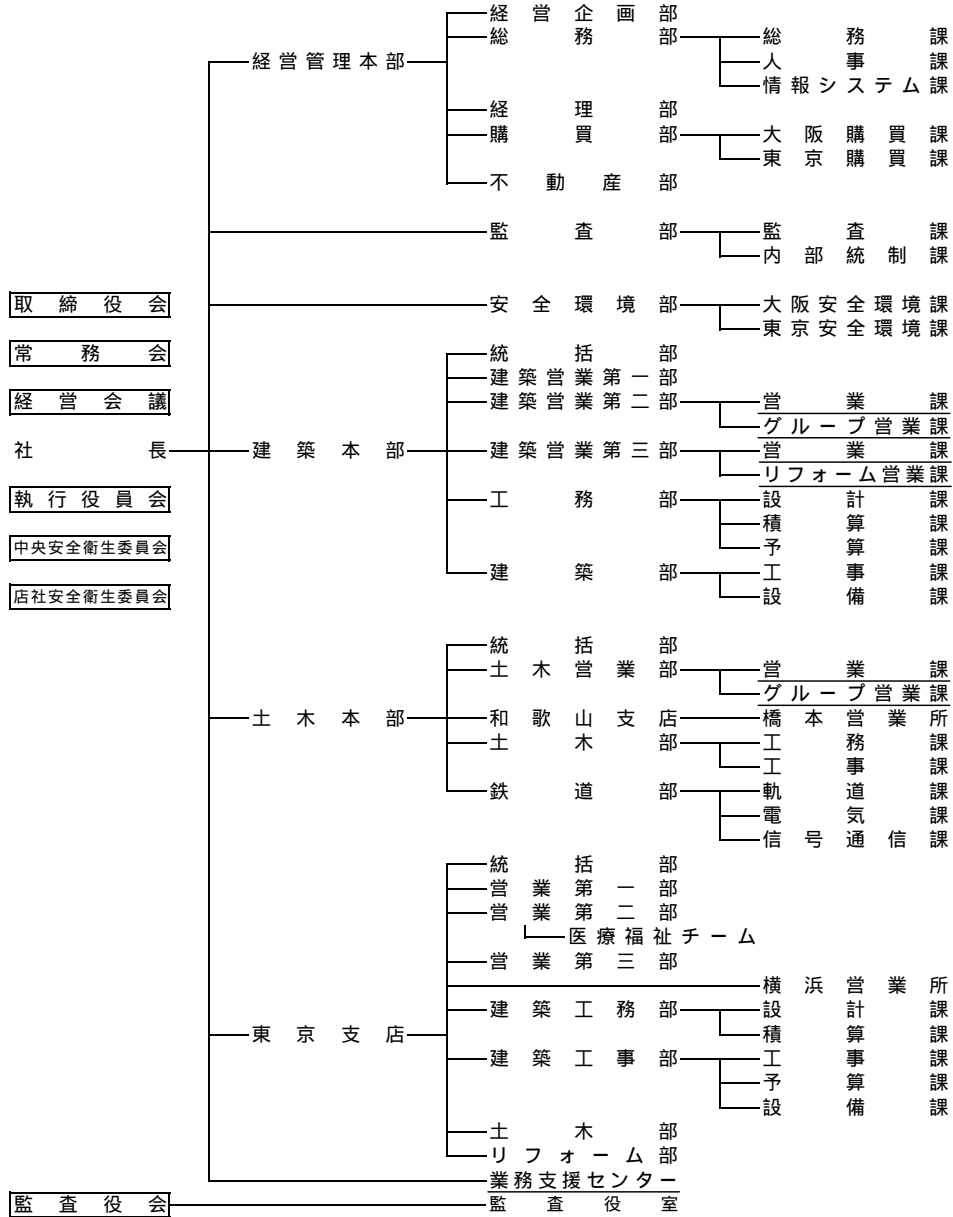 経営企画部
総務部 総務課
経営管理本部 人事課
情報システム課
経理部
購買部 大阪購買課
東京購買課
不動産部
監査部 監査課
内部統制課
取締役会 安全環境部 大阪安全環境課
東京安全環境課
常務会 統括部
建築営業第一部
経営会議 建築営業第二部 営業課
グループ営業課
社長 建築本部 建築営業第三部 営業課
リフォーム営業課
執行役員会 工務部 設計課
積算課
中央安全衛生委員会 予算課
建築部 工事課
店社安全衛生委員会 設備課
統括部
土木営業部 営業課
グループ営業課
土木本部 和歌山支店 橋本営業所
土木部 工務課
工事課
鉄道部 軌道課
電気課
信号通信課
統括部
営業第一部
営業第二部
医療福祉チーム
営業第三部
横浜営業所
建築工務部 設計課
東京支店 積算課
建築工事部 工事課
予算課
設備課
土木部
リフォーム部
業務支援センター
監査役会 監査役室